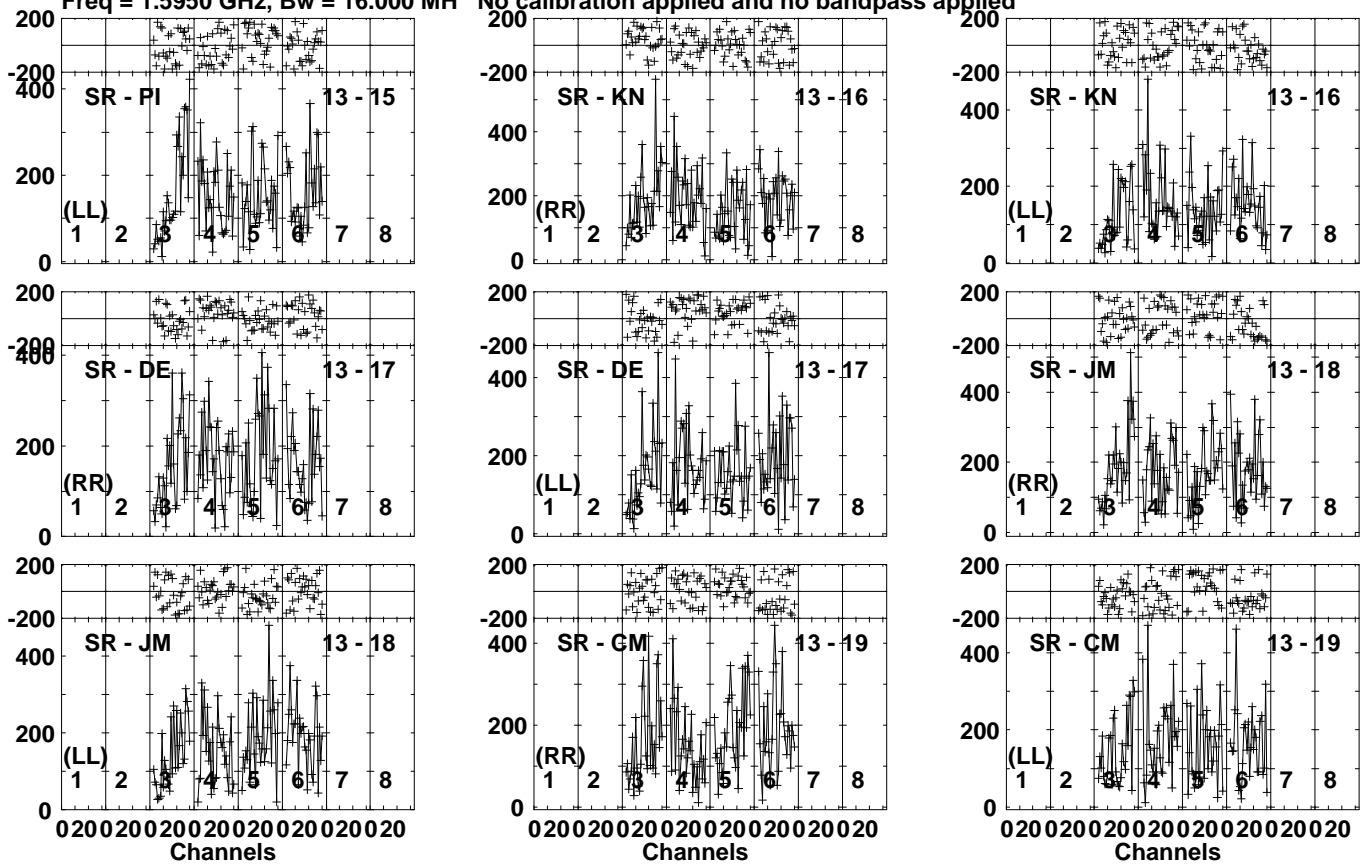 Freq = 1.5950 GHz, Bw = 16.000 MH No calibration applied and no bandpass applied
200
-200
400
200
0
SR - PI 13 - 15
(LL)
1 2 3 4 5 6 7 8
200
-200
400
200
0
SR - KN 13 - 16
(RR)
1 2 3 4 5 6 7 8
200
-200
400
200
0
SR - KN 13 - 16
(LL)
1 2 3 4 5 6 7 8
200
-200
400
200
0
SR - DE 13 - 17
(RR)
1 2 3 4 5 6 7 8
200
-200
400
200
0
SR - DE 13 - 17
(LL)
1 2 3 4 5 6 7 8
200
-200
400
200
0
SR - JM 13 - 18
(RR)
1 2 3 4 5 6 7 8
200
-200
400
200
0
SR - JM 13 - 18
(LL)
1 2 3 4 5 6 7 8
0 20 0 20 0 20 0 20 0 20 0 20 0 20 0 20
Channels
200
-200
400
200
0
SR - CM 13 - 19
(RR)
1 2 3 4 5 6 7 8
0 20 0 20 0 20 0 20 0 20 0 20 0 20 0 20
Channels
200
-200
400
200
0
SR - CM 13 - 19
(LL)
1 2 3 4 5 6 7 8
0 20 0 20 0 20 0 20 0 20 0 20 0 20 0 20
Channels